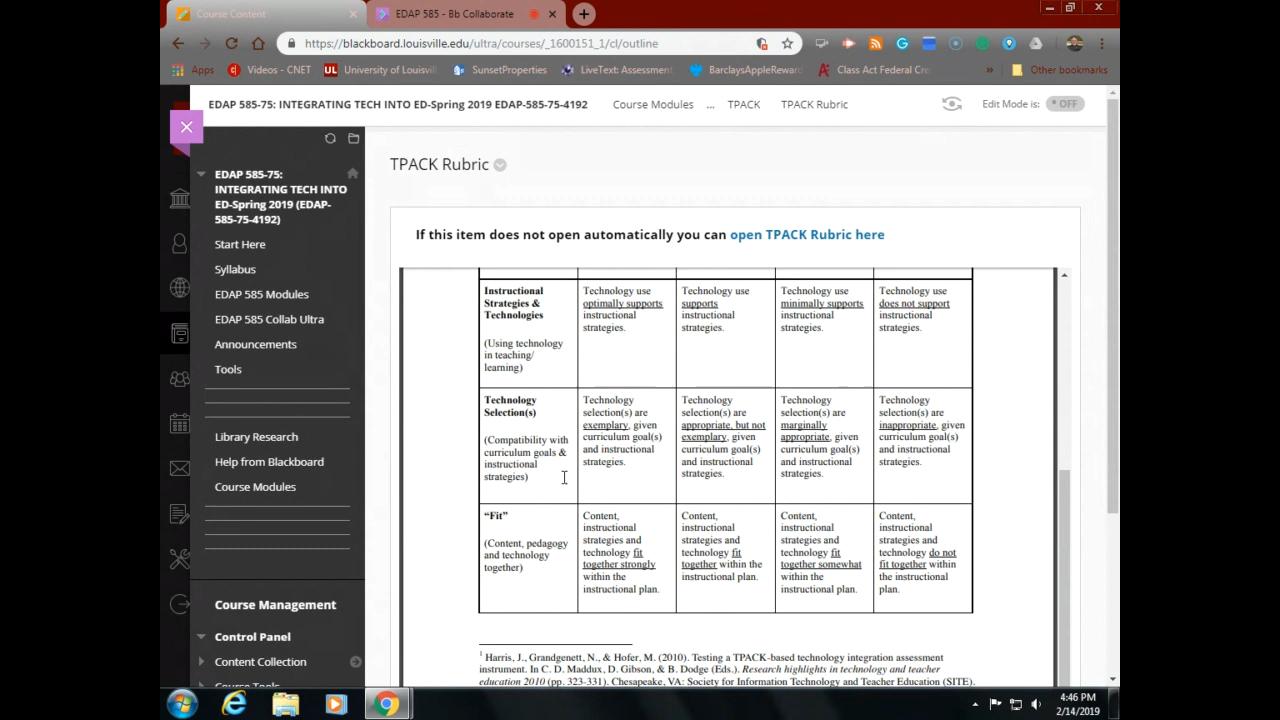 Course Content
EDAP 585 - Bb Collaborate
https://blackboard.louisville.edu/ultra/courses/_1600151_1/cl/outline
Apps
Videos - CNET
University of Louisvil
SunsetProperties
LiveText: Assessment
BarclaysAppleReward
Class Act Federal Cre
»
Other bookmarks
EDAP 585-75: INTEGRATING TECH INTO ED-Spring 2019 EDAP-585-75-4192
Course Modules
...
TPACK
TPACK Rubric
Edit Mode is:
OFF
EDAP 585-75:
INTEGRATING TECH INTO
ED-Spring 2019 (EDAP-
585-75-4192)
Start Here
Syllabus
EDAP 585 Modules
EDAP 585 Collab Ultra
Announcements
Tools
Library Research
Help from Blackboard
Course Modules
Course Management
Control Panel
Content Collection
Course Tools
TPACK Rubric
If this item does not open automatically you can open TPACK Rubric here
Instructional
Strategies &
Technologies
(Using technology
in teaching/
learning)
Technology use
optimally supports
instructional
strategies.
Technology use
supports
instructional
strategies.
Technology use
minimally supports
instructional
strategies.
Technology use
does not support
instructional
strategies.
Technology
Selection(s)
(Compatibility with
curriculum goals &
instructional
strategies)
Technology
selection(s) are
exemplary, given
curriculum goal(s)
and instructional
strategies.
Technology
selection(s) are
appropriate, but not
exemplary, given
curriculum goal(s)
and instructional
strategies.
Technology
selection(s) are
marginally
appropriate, given
curriculum goal(s)
and instructional
strategies.
Technology
selection(s) are
inappropriate, given
curriculum goal(s)
and instructional
strategies.
“Fit”
(Content, pedagogy
and technology
together)
Content,
instructional
strategies and
technology fit
together strongly
within the
instructional plan.
Content,
instructional
strategies and
technology fit
together within the
instructional plan.
Content,
instructional
strategies and
technology fit
together somewhat
within the
instructional plan.
Content,
instructional
strategies and
technology do not
fit together within
the instructional
plan.
1 Harris, J., Grandgenett, N., & Hofer, M. (2010). Testing a TPACK-based technology integration assessment
instrument. In C. D. Maddux, D. Gibson, & B. Dodge (Eds.). Research highlights in technology and teacher
education 2010 (pp. 323-331). Chesapeake, VA: Society for Information Technology and Teacher Education (SITE).
4:46 PM
2/14/2019